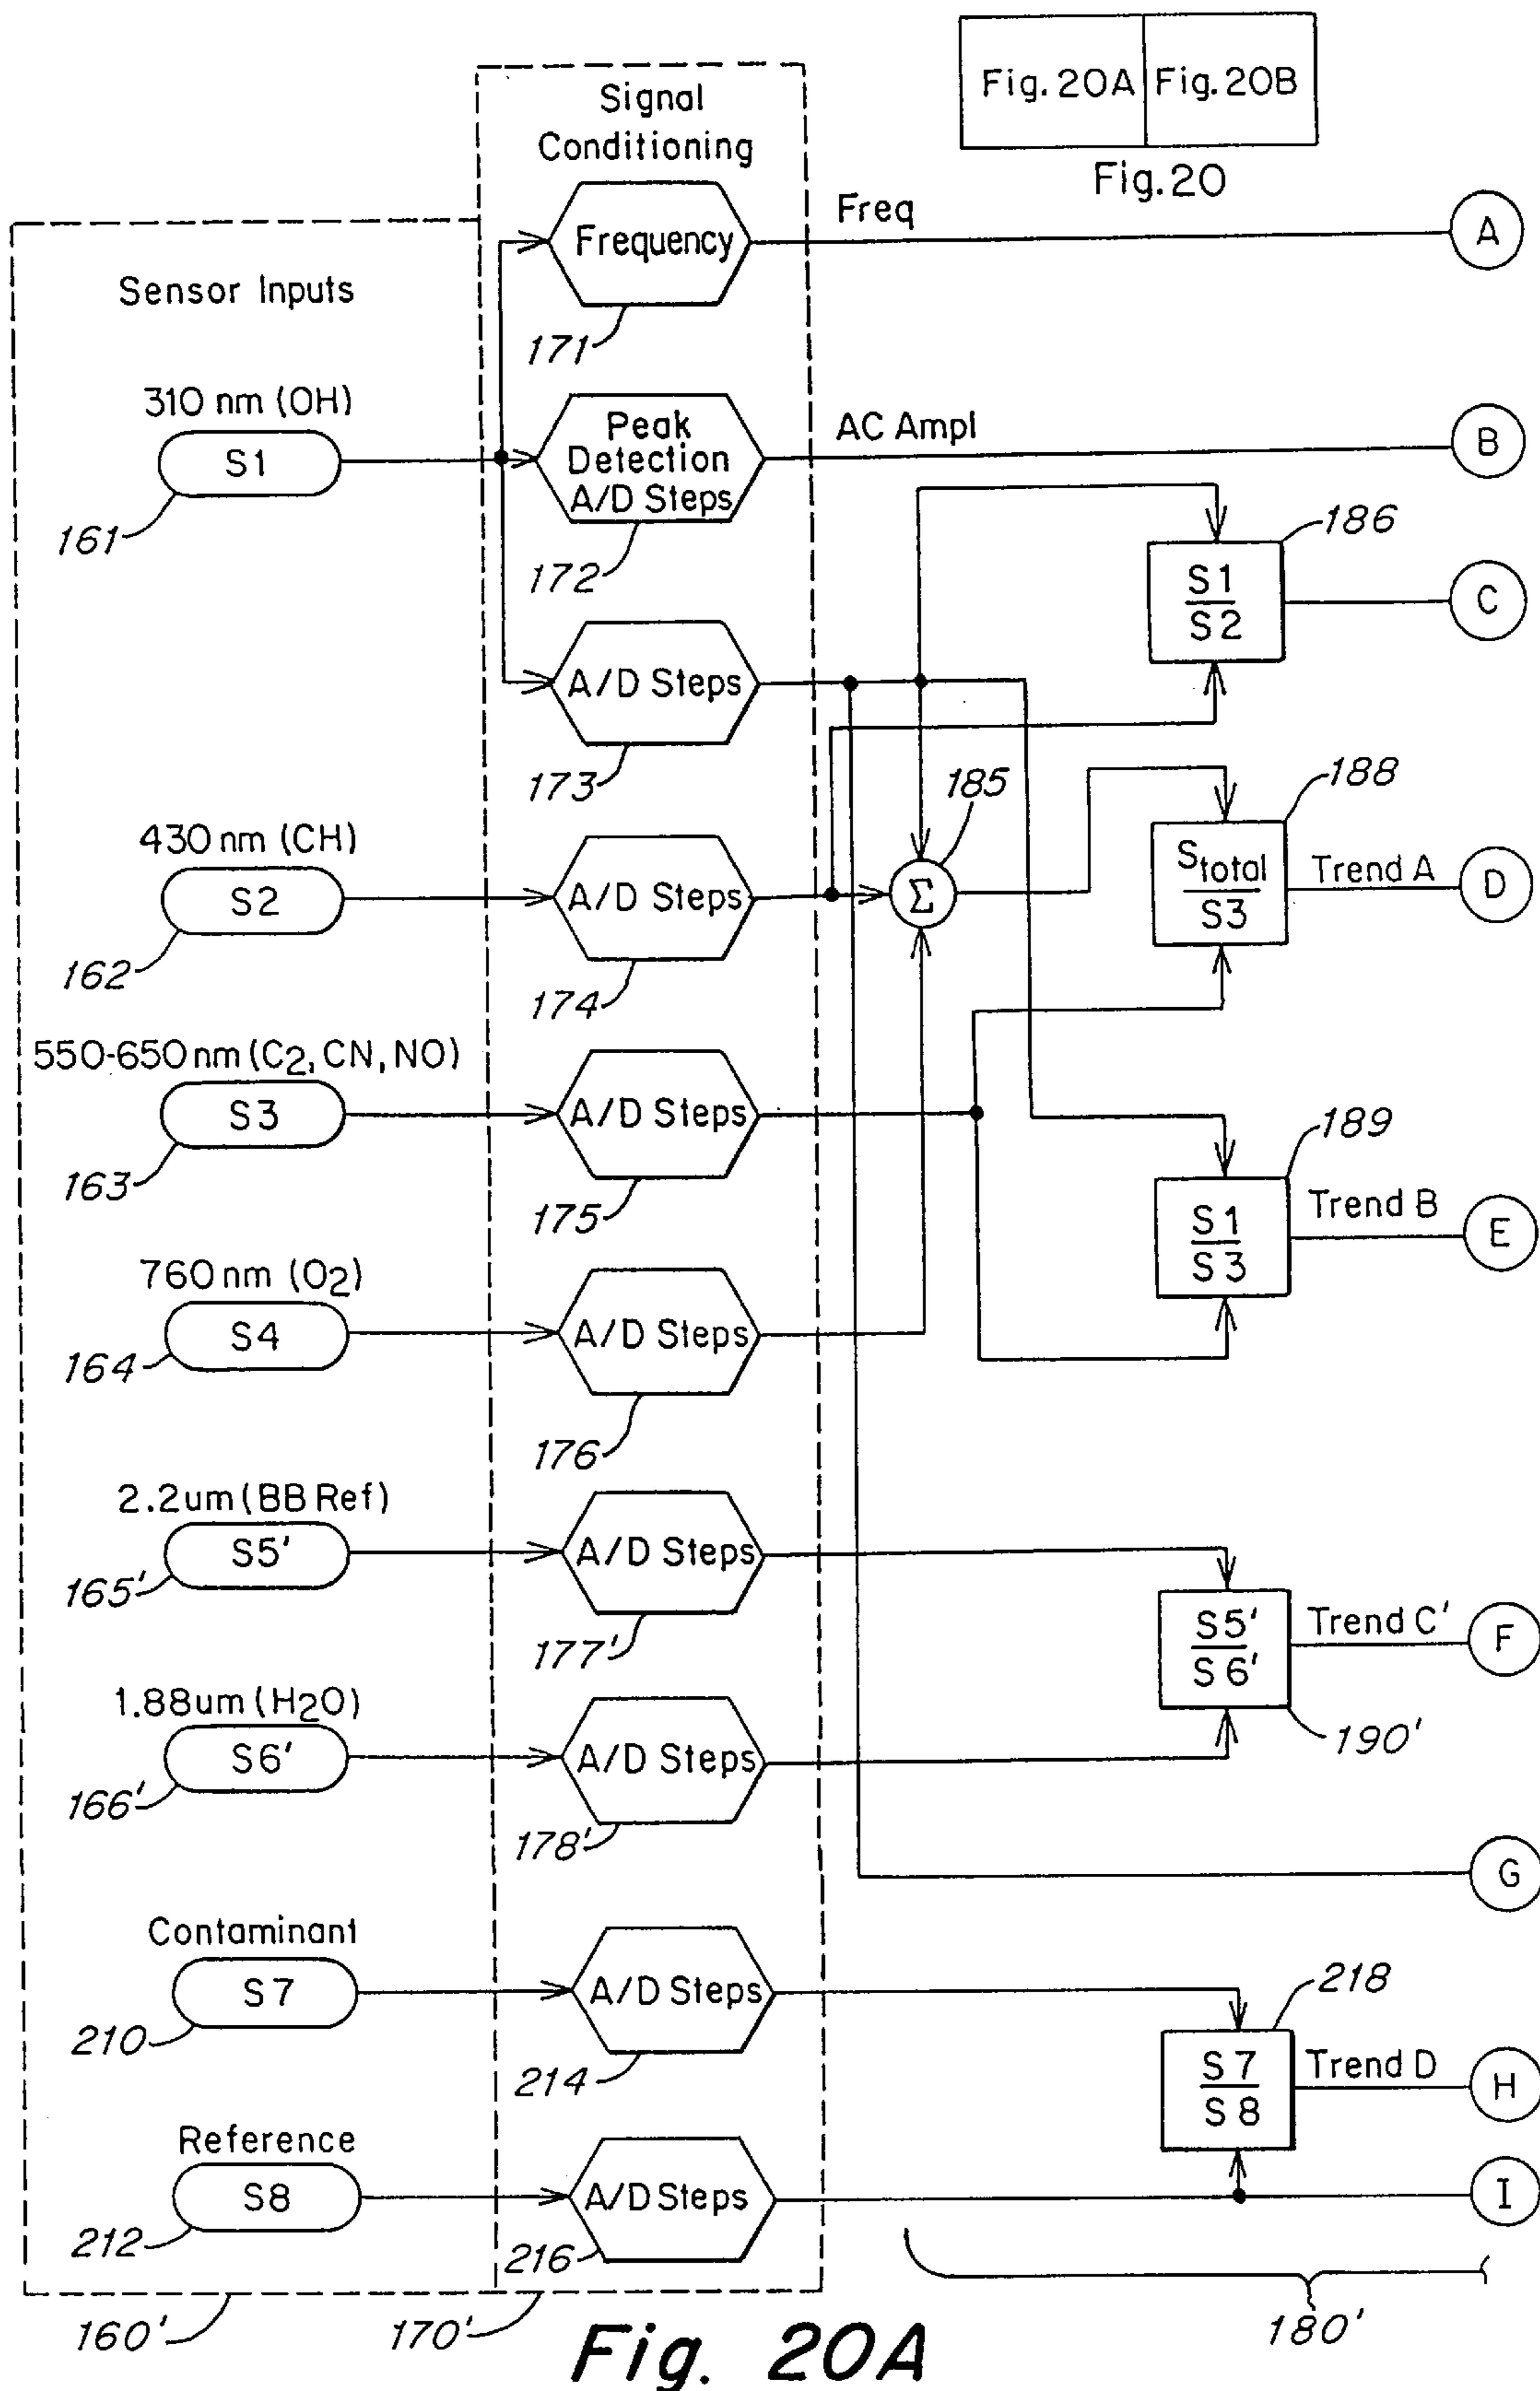 Fig. 20A
Fig. 20B
Fig. 20
Signal
Conditioning
Sensor Inputs
Frequency
171
Freq
A
310 nm (OH)
S1
161
Peak
Detection
A/D Steps
172
AC Ampl
B
A/D Steps
173
S1
S2
186
C
430 nm (CH)
S2
162
A/D Steps
174
Σ
185
Stotal
S3
188
Trend A
D
550-650 nm (C2, CN, NO)
S3
163
A/D Steps
175
S1
S3
189
Trend B
E
760 nm (O2)
S4
164
A/D Steps
176
2.2um (BB Ref)
S5'
165'
A/D Steps
177'
S5'
S6'
190'
Trend C'
F
1.88um (H2O)
S6'
166'
A/D Steps
178'
G
Contaminant
S7
210
A/D Steps
214
S7
S8
218
Trend D
H
Reference
S8
212
A/D Steps
216
I
160'
170'
180'
Fig. 20A